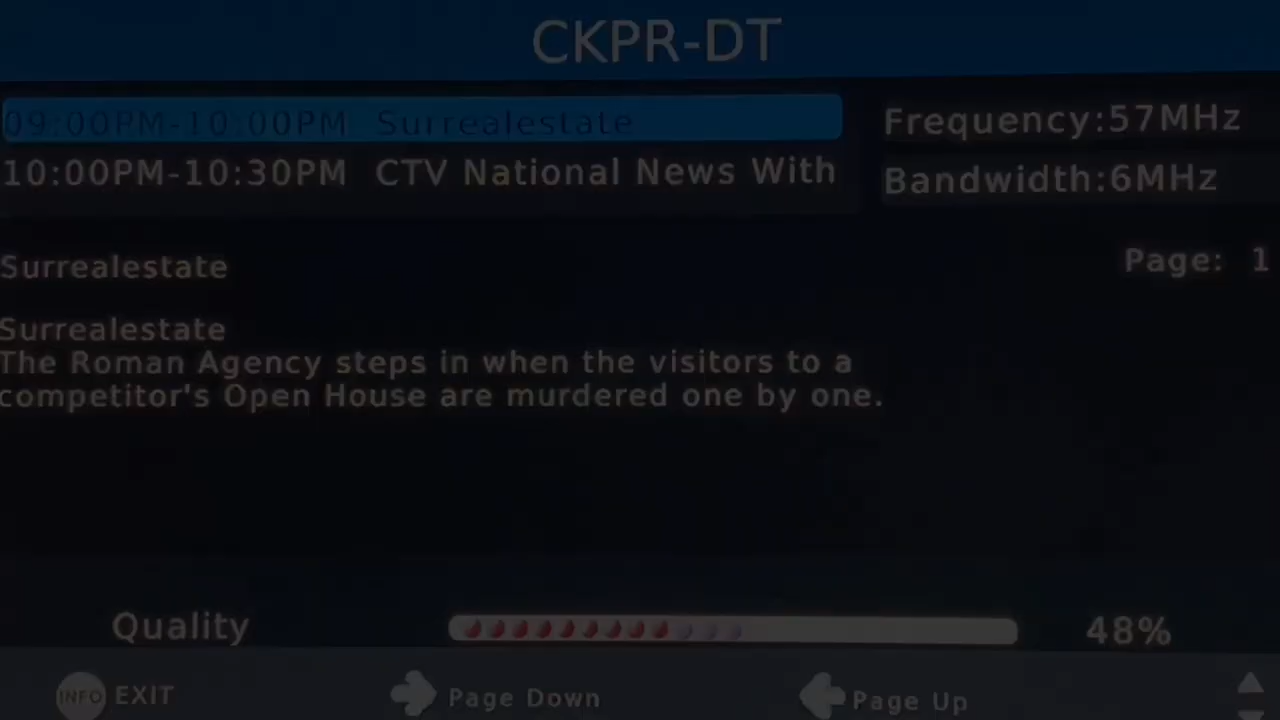 CKPR-DT
09:00PM-10:00PM Surrealestate
10:00PM-10:30PM CTV National News With
Frequency:57MHz
Bandwidth:6MHz
Surrealestate
Page: 1
Surrealestate
The Roman Agency steps in when the visitors to a
competitor's Open House are murdered one by one.
Quality 48%
INFO EXIT Page Down Page Up